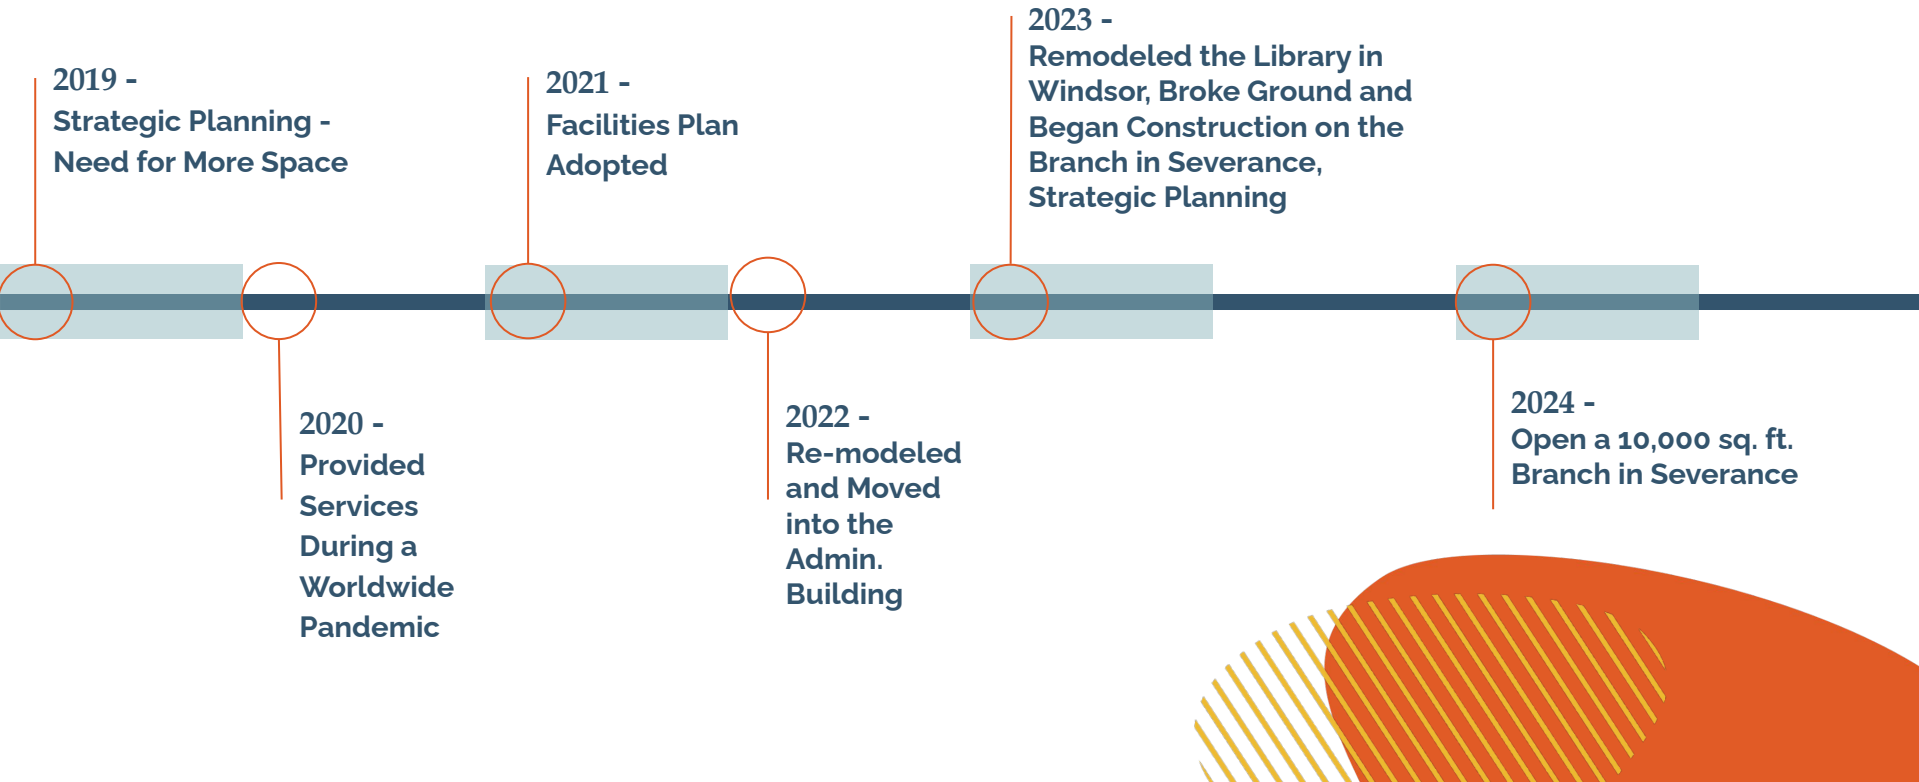 2019 -
Strategic Planning -
Need for More Space
2020 -
Provided
Services
During a
Worldwide
Pandemic
2021 -
Facilities Plan
Adopted
2022 -
Re-modeled
and Moved
into the
Admin.
Building
2023 -
Remodeled the Library in
Windsor, Broke Ground and
Began Construction on the
Branch in Severance,
Strategic Planning
2024 -
Open a 10,000 sq. ft.
Branch in Severance